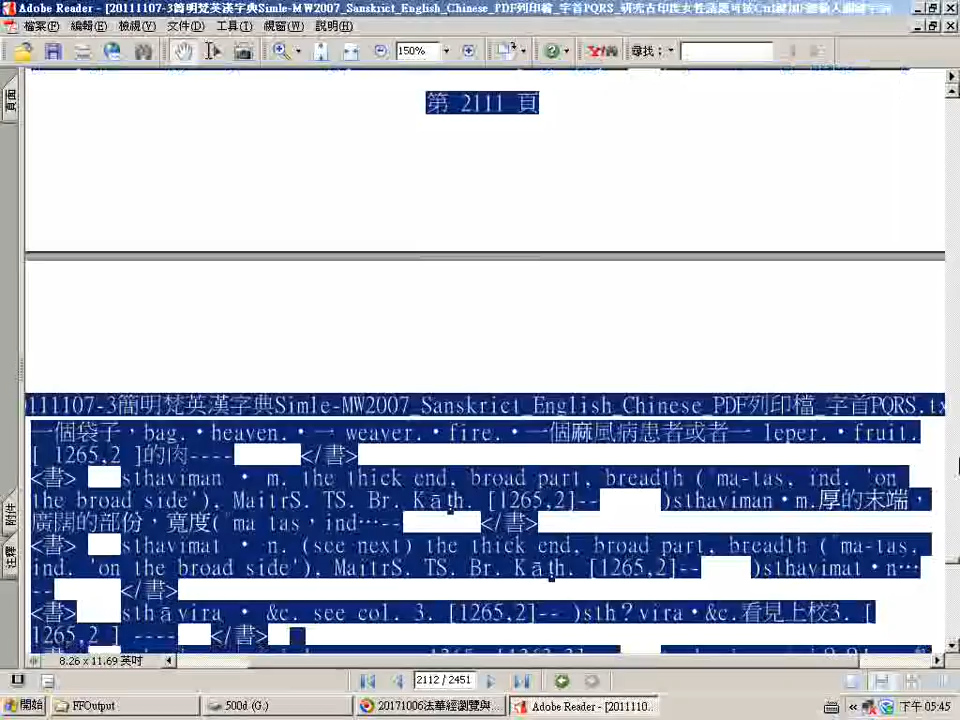 Adobe Reader - [20111107-3簡明梵英漢字典Simle-MW2007_Sanskrict_English_Chinese_PDF列印檔_字首PQRS_研究古印度女性議題可按Ctrl鍵加F鍵輸入關鍵字
檔案(F) 編輯(E) 檢視(V) 文件(D) 工具(T) 視窗(W) 說明(H)
150% 尋找：
頁面
第 2111 頁
111107-3簡明梵英漢字典Simle-MW2007_Sanskrict_English_Chinese_PDF列印檔_字首PQRS.tx
一個袋子，bag.‧heaven.‧一 weaver.‧fire.‧一個麻風病患者或者一 leper.‧fruit.
[ 1265,2 ]的肉---- </書>
<書> sthaviman ‧ m. the thick end, broad part, breadth (ˈma-tas, ind. 'on
the broad side'), MaitrS. TS. Br. Kāṭh. [1265,2]-- )sthaviman‧m.厚的末端，
廣闊的部份，寬度(ˈma tas，ind…-- </書>
<書> sthavimat ‧ n. (see next) the thick end, broad part, breadth (ˈma-tas,
ind. 'on the broad side'), MaitrS. TS. Br. Kāṭh. [1265,2]-- )sthavimat‧n…
-- </書>
<書> sthāvira ‧ &c. see col. 3. [1265,2]-- )sth？vira‧&c.看見上校3. [
1265,2 ] ---- </書>
附件
注釋
8.26 x 11.69 英吋
2112 / 2451
開始 FFOutput 500d (G:) 20171006法華經瀏覽與... Adobe Reader - [2011110... 下午 05:45